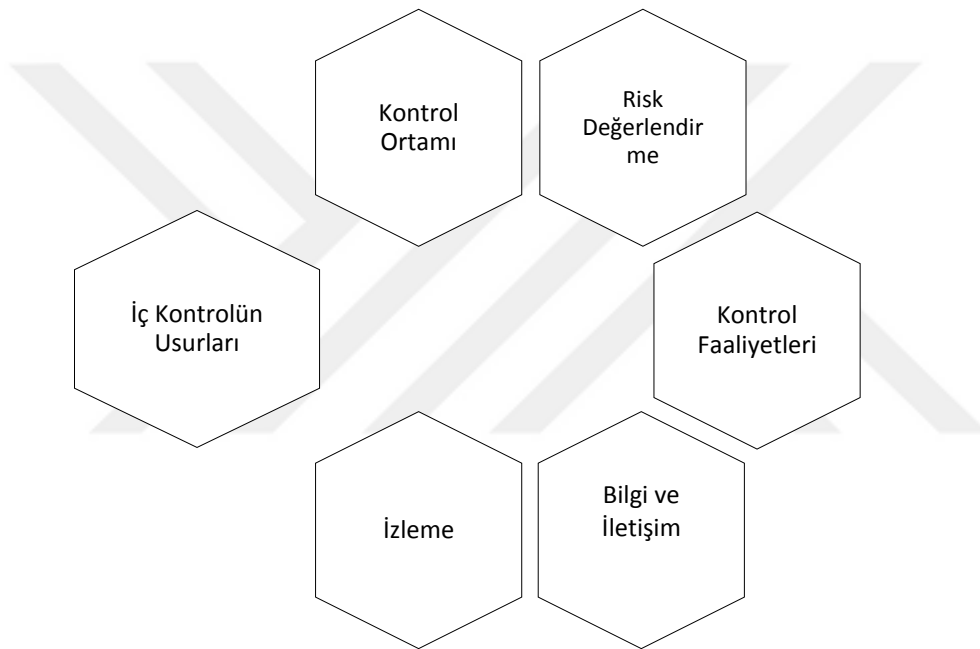 Kontrol
Ortamı
Risk
Değerlendir
me
İç Kontrolün
Usurları
Kontrol
Faaliyetleri
İzleme
Bilgi ve
İletişim